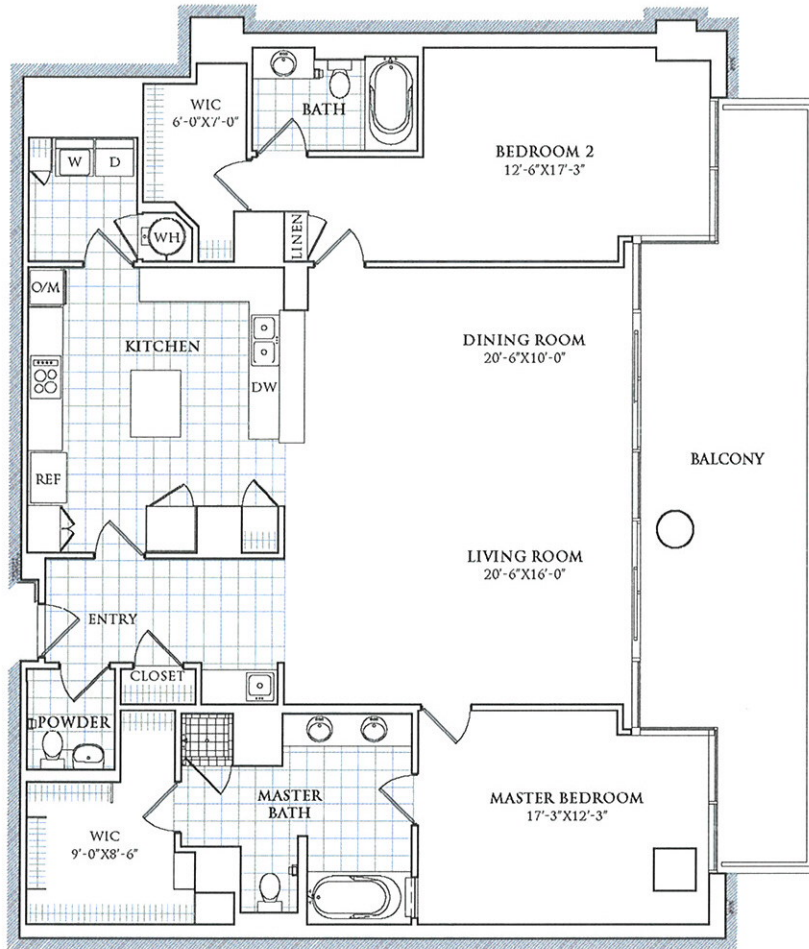 WIC
6'-0"X7'-0"
BATH
BEDROOM 2
12'-6"X17'-3"
W
D
WH
LINEN
O/M
KITCHEN
DW
REF
DINING ROOM
20'-6"X10'-0"
BALCONY
LIVING ROOM
20'-6"X16'-0"
ENTRY
CLOSET
POWDER
MASTER
BATH
MASTER BEDROOM
17'-3"X12'-3"
WIC
9'-0"X8'-6"